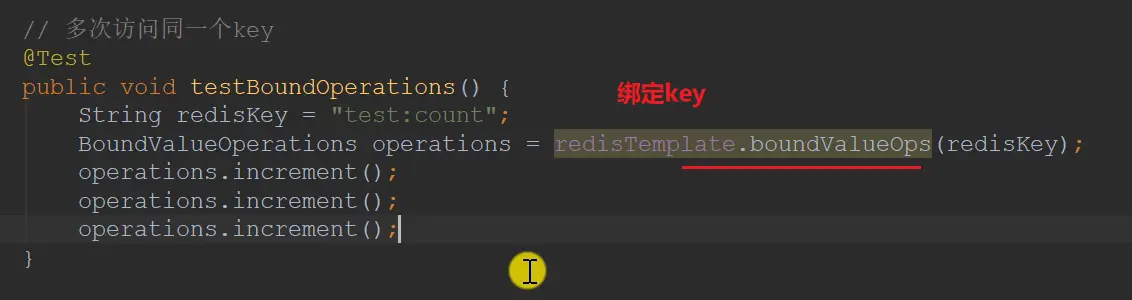 // 多次访问同一个key
@Test
public void testBoundOperations() {
绑定key
String redisKey = "test:count";
BoundValueOperations operations = redisTemplate.boundValueOps(redisKey);
operations.increment();
operations.increment();
operations.increment();
}